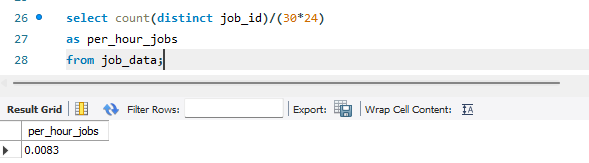 26 select count(distinct job_id)/(30*24)
27 as per_hour_jobs
28 from job_data;
Result Grid Filter Rows: Export: Wrap Cell Content: IA
per_hour_jobs
0.0083